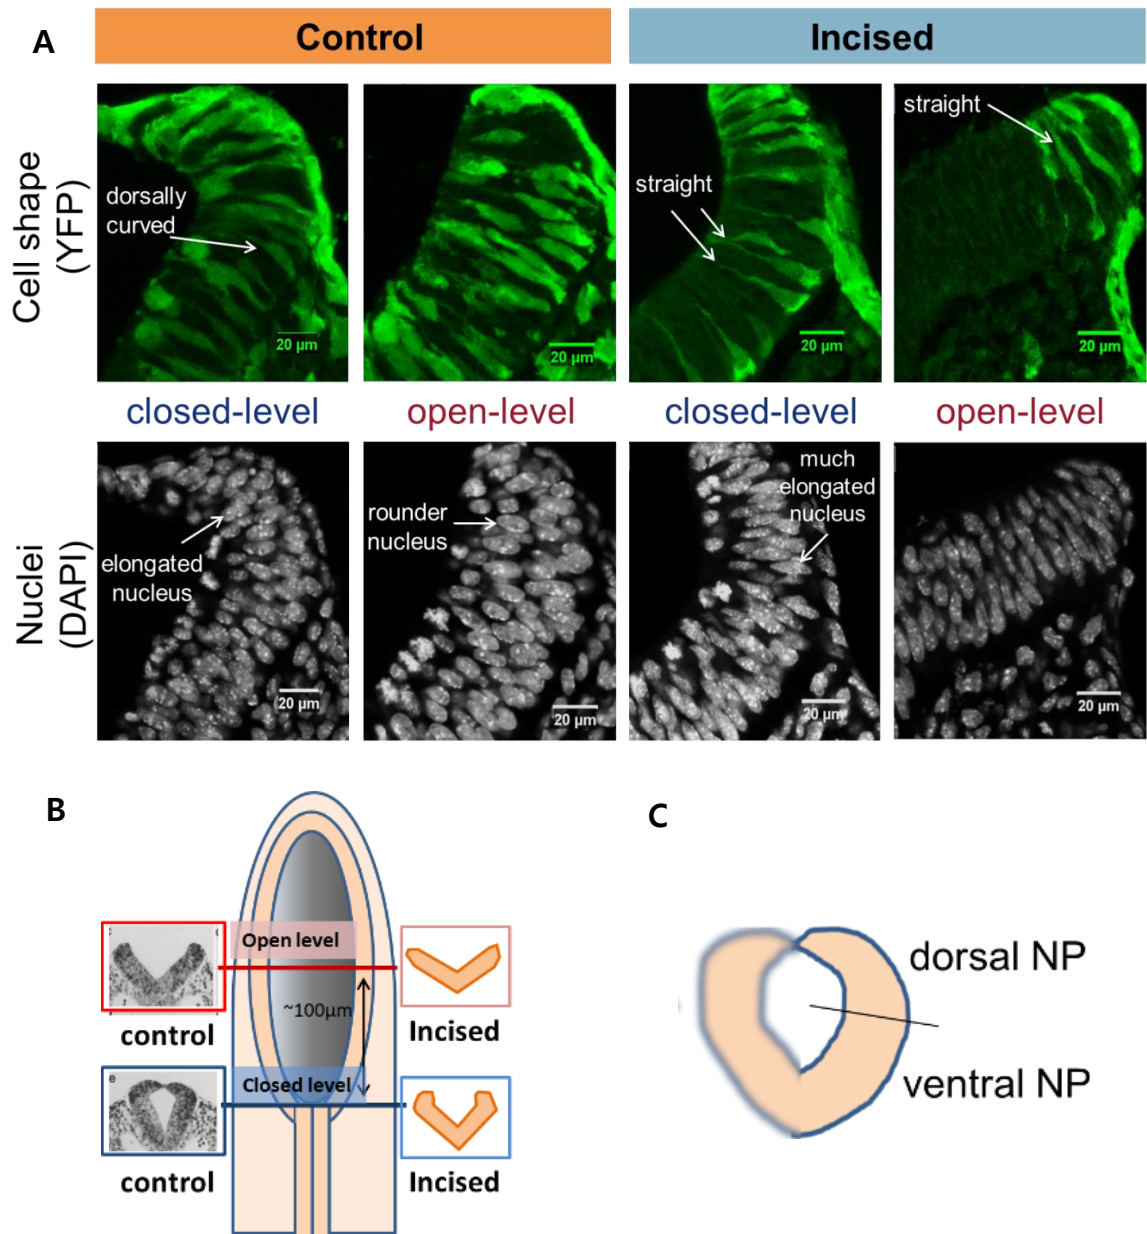 A
Control
Incised
Cell shape
(YFP)
dorsally
curved
20 µm
20 µm
straight
20 µm
straight
20 µm
closed-level
open-level
closed-level
open-level
Nuclei
(DAPI)
elongated
nucleus
20 µm
rounder
nucleus
20 µm
much
elongated
nucleus
20 µm
20 µm
B
Open level
control
~100µm
Incised
e
Closed level
control
Incised
C
dorsal NP
ventral NP